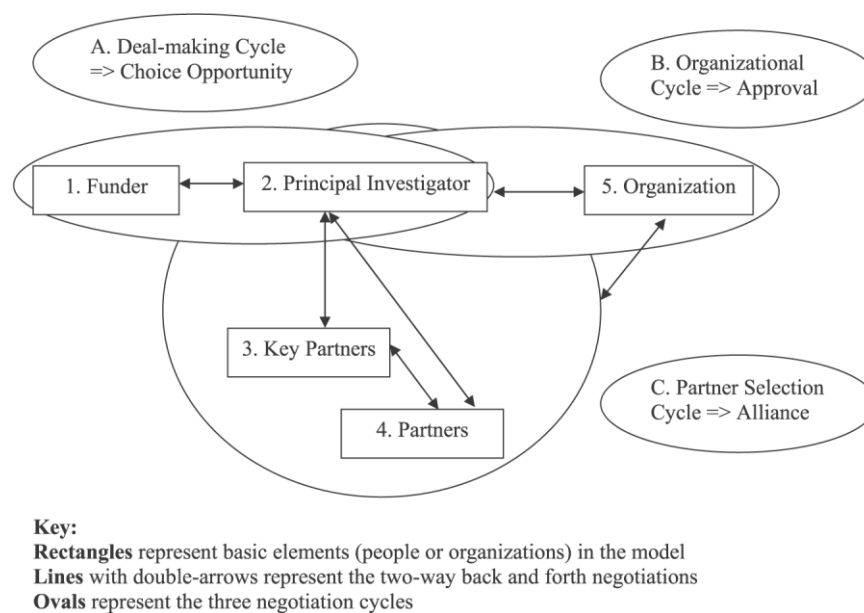 A. Deal-making Cycle
=> Choice Opportunity
B. Organizational
Cycle => Approval
1. Funder
2. Principal Investigator
5. Organization
3. Key Partners
4. Partners
C. Partner Selection
Cycle => Alliance
Key:
Rectangles represent basic elements (people or organizations) in the model
Lines with double-arrows represent the two-way back and forth negotiations
Ovals represent the three negotiation cycles